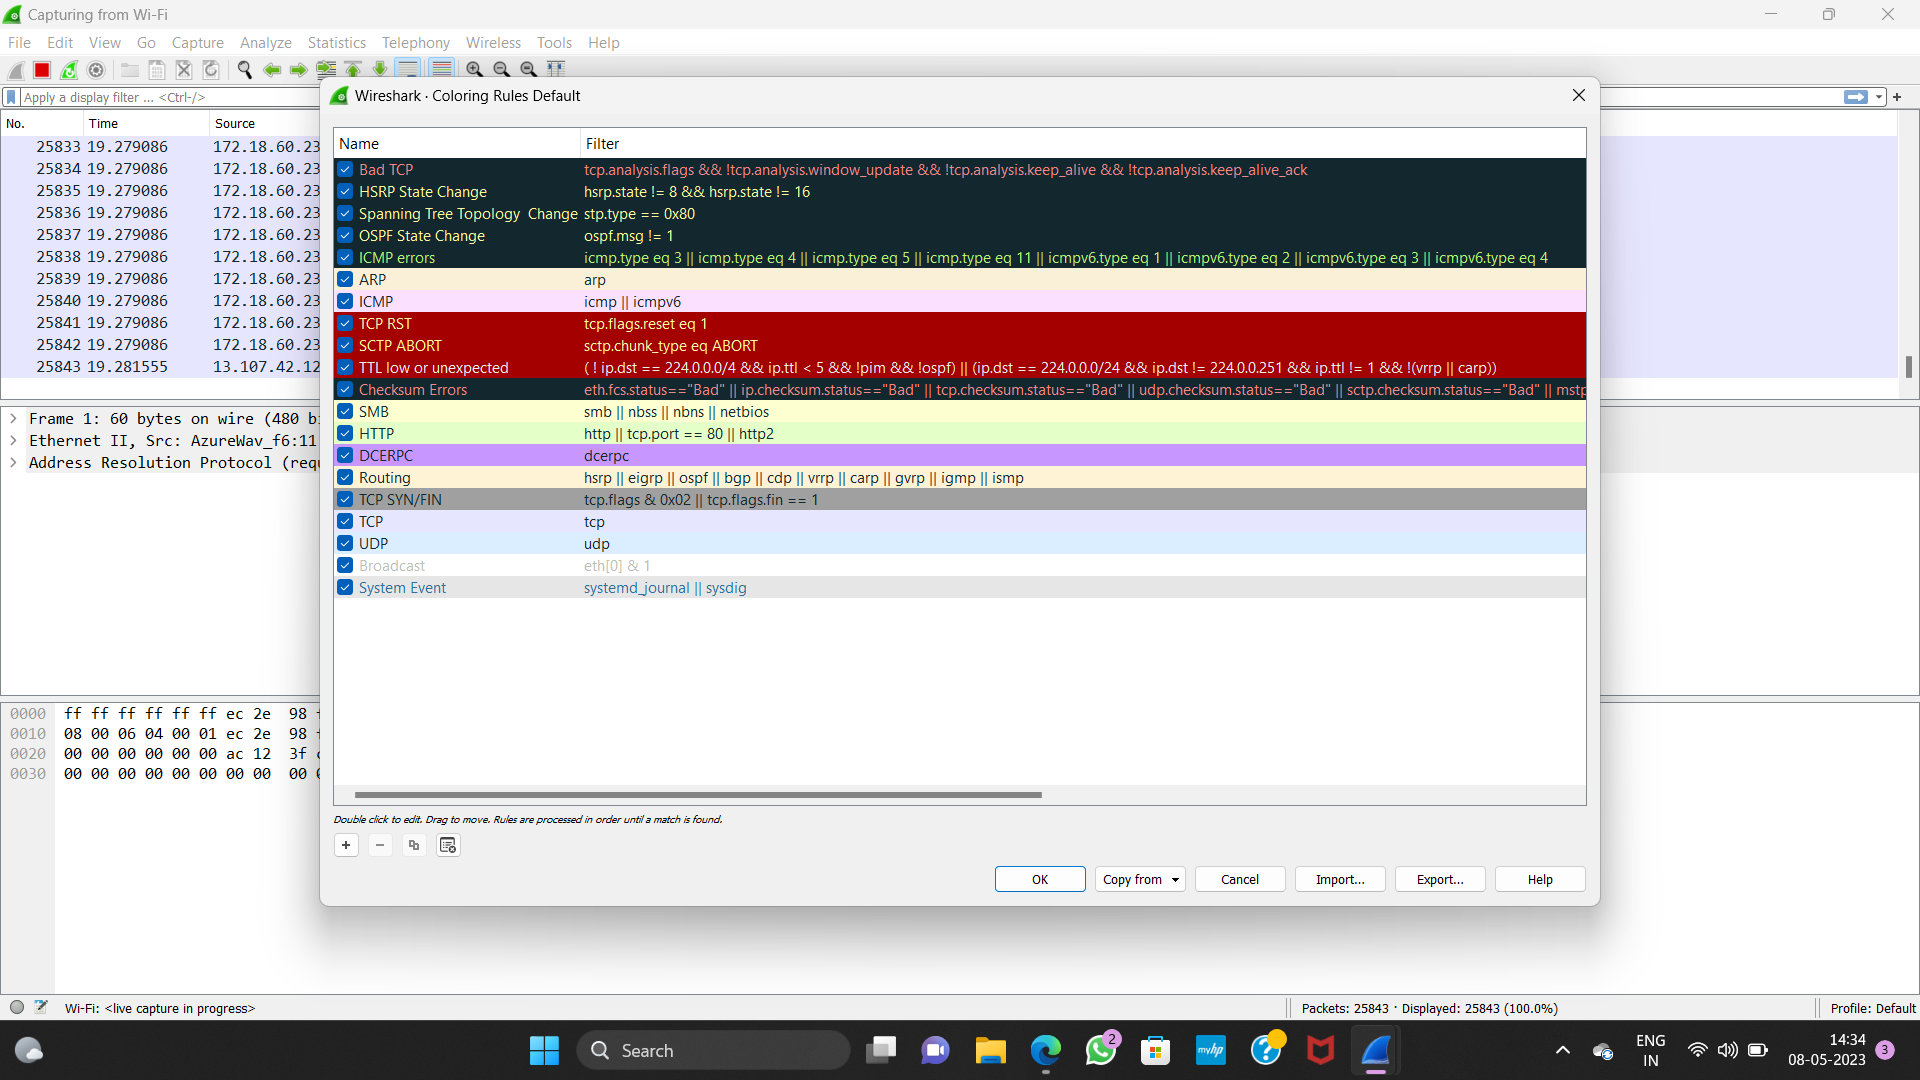 Capturing from Wi-Fi
File Edit View Go Capture Analyze Statistics Telephony Wireless Tools Help
Apply a display filter ... <Ctrl-/>
No. Time Source
25833 19.279086 172.18.60.23
25834 19.279086 172.18.60.23
25835 19.279086 172.18.60.23
25836 19.279086 172.18.60.23
25837 19.279086 172.18.60.23
25838 19.279086 172.18.60.23
25839 19.279086 172.18.60.23
25840 19.279086 172.18.60.23
25841 19.279086 172.18.60.23
25842 19.279086 172.18.60.23
25843 19.281555 13.107.42.12
Frame 1: 60 bytes on wire (480 bi
Ethernet II, Src: AzureWav_f6:11
Address Resolution Protocol (requ
0000 ff ff ff ff ff ff ec 2e 98
0010 08 00 06 04 00 01 ec 2e 98
0020 00 00 00 00 00 00 ac 12 3f
0030 00 00 00 00 00 00 00 00 00
Wireshark · Coloring Rules Default
Name Filter
Bad TCP tcp.analysis.flags && !tcp.analysis.window_update && !tcp.analysis.keep_alive && !tcp.analysis.keep_alive_ack
HSRP State Change hsrp.state != 8 && hsrp.state != 16
Spanning Tree Topology Change stp.type == 0x80
OSPF State Change ospf.msg != 1
ICMP errors icmp.type eq 3 || icmp.type eq 4 || icmp.type eq 5 || icmp.type eq 11 || icmpv6.type eq 1 || icmpv6.type eq 2 || icmpv6.type eq 3 || icmpv6.type eq 4
ARP arp
ICMP icmp || icmpv6
TCP RST tcp.flags.reset eq 1
SCTP ABORT sctp.chunk_type eq ABORT
TTL low or unexpected ( ! ip.dst == 224.0.0.0/4 && ip.ttl < 5 && !pim && !ospf) || (ip.dst == 224.0.0.0/24 && ip.dst != 224.0.0.251 && ip.ttl != 1 && !(vrrp || carp))
Checksum Errors eth.fcs.status=="Bad" || ip.checksum.status=="Bad" || tcp.checksum.status=="Bad" || udp.checksum.status=="Bad" || sctp.checksum.status=="Bad" || mstp
SMB smb || nbss || nbns || netbios
HTTP http || tcp.port == 80 || http2
DCERPC dcerpc
Routing hsrp || eigrp || ospf || bgp || cdp || vrrp || carp || gvrp || igmp || ismp
TCP SYN/FIN tcp.flags & 0x02 || tcp.flags.fin == 1
TCP tcp
UDP udp
Broadcast eth[0] & 1
System Event systemd_journal || sysdig
Double click to edit. Drag to move. Rules are processed in order until a match is found.
OK Copy from Cancel Import... Export... Help
Wi-Fi: <live capture in progress>
Packets: 25843 · Displayed: 25843 (100.0%)
Profile: Default
Search
2
myhp
ENG
IN
14:34
08-05-2023
3